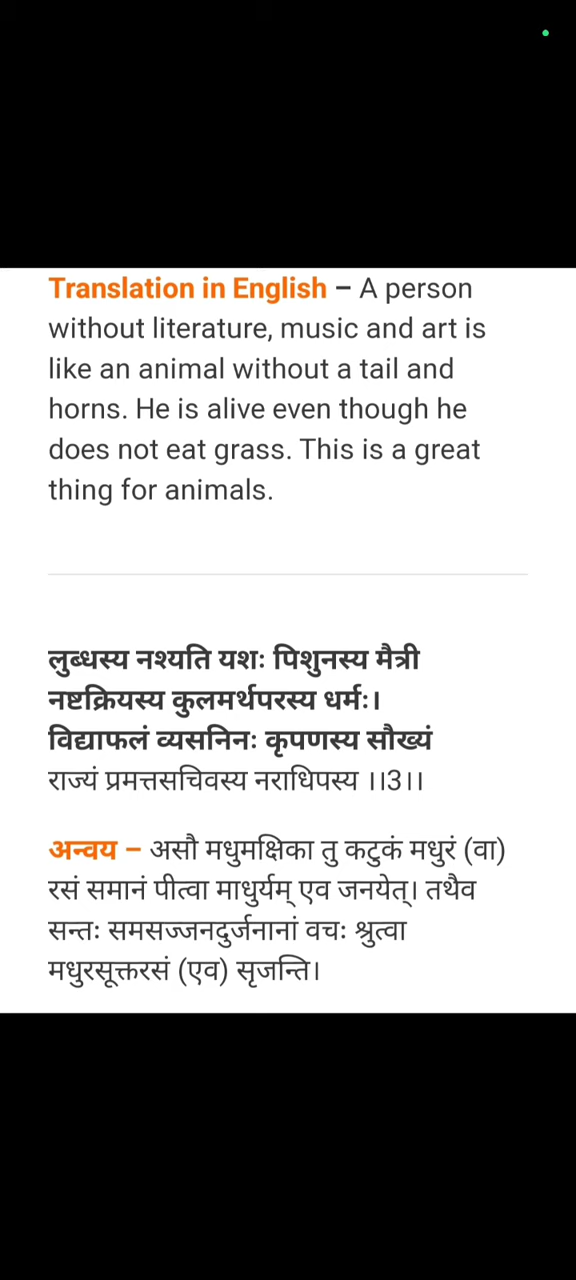 Translation in English – A person
without literature, music and art is
like an animal without a tail and
horns. He is alive even though he
does not eat grass. This is a great
thing for animals.
लुब्धस्य नश्यति यशः पिशुनस्य मैत्री
नष्टक्रियस्य कुलमर्थपरस्य धर्मः।
विद्याफलं व्यसनिनः कृपणस्य सौख्यं
राज्यं प्रमत्तसचिवस्य नराधिपस्य ।।3।।
अन्वय – असौ मधुमक्षिका तु कटुकं मधुरं (वा)
रसं समानं पीत्वा माधुर्यम् एव जनयेत्। तथैव
सन्तः समसज्जनदुर्जनानां वचः श्रुत्वा
मधुरसूक्तरसं (एव) सृजन्ति।